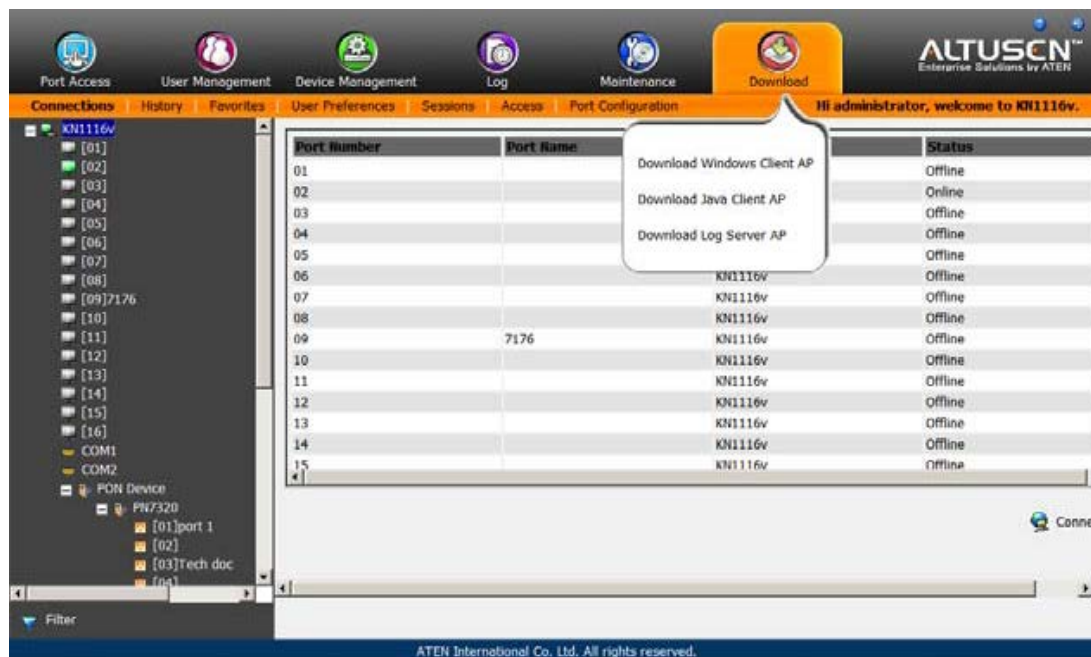 Port Access
User Management
Device Management
Log
Maintenance
Download
ALTUSEN™
Enterprise Solutions by ATEN
Connections
History
Favorites
User Preferences
Sessions
Access
Port Configuration
Hi administrator, welcome to KN1116v.
KN1116v
[01]
[02]
[03]
[04]
[05]
[06]
[07]
[08]
[09]7176
[10]
[11]
[12]
[13]
[14]
[15]
[16]
COM1
COM2
PON Device
PN7320
[01]port 1
[02]
[03]Tech doc
[04]
Filter
Port Number Port Name Status
Download Windows Client AP
Download Java Client AP
Download Log Server AP
01 Offline
02 Online
03 Offline
04 Offline
05 Offline
06 KN1116v Offline
07 KN1116v Offline
08 KN1116v Offline
09 7176 KN1116v Offline
10 KN1116v Offline
11 KN1116v Offline
12 KN1116v Offline
13 KN1116v Offline
14 KN1116v Offline
15 KN1116v Offline
Conne
ATEN International Co. Ltd. All rights reserved.